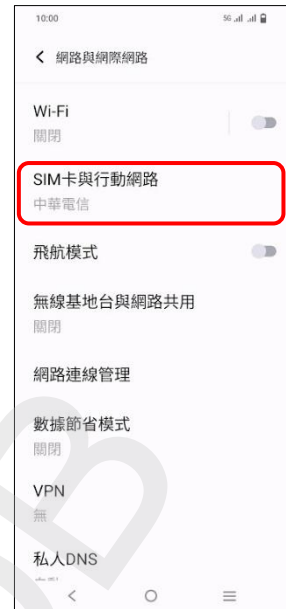 10:00
5G
網路與網際網路
Wi-Fi
關閉
SIM卡與行動網路
中華電信
飛航模式
無線基地台與網路共用
關閉
網路連線管理
數據節省模式
關閉
VPN
無
私人DNS